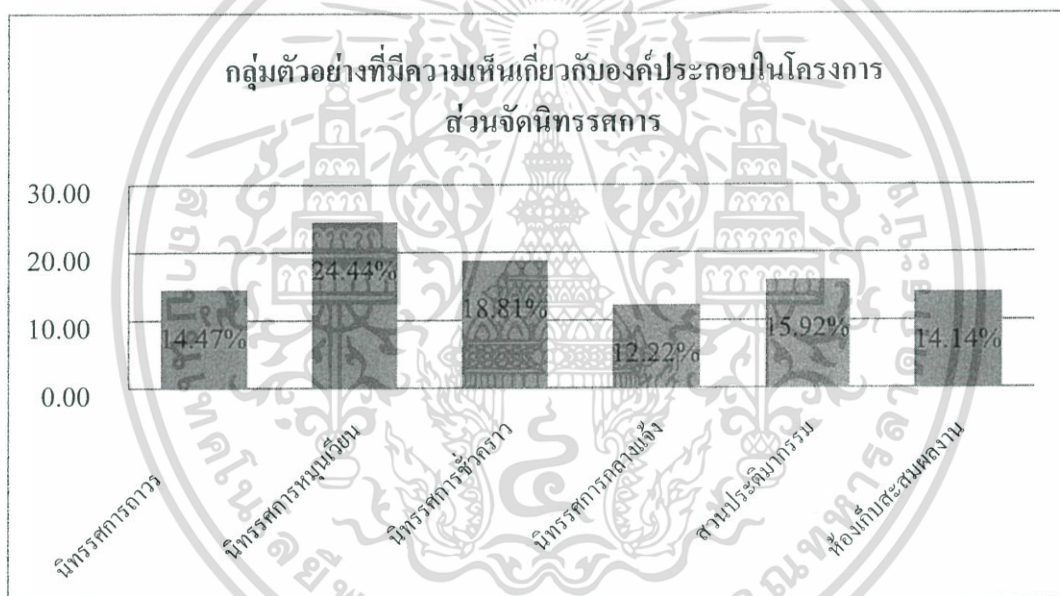 กลุ่มตัวอย่างที่มีความเห็นเกี่ยวกับองค์ประกอบในโครงการ
ส่วนจัดนิทรรศการ
30.00
20.00
10.00
0.00
14.47%
24.44%
18.81%
12.22%
15.92%
14.14%
นิทรรศการถาวร
นิทรรศการหมุนเวียน
นิทรรศการชั่วคราว
นิทรรศการกลางแจ้ง
สวนประติมากรรม
ห้องเก็บสะสมผลงาน